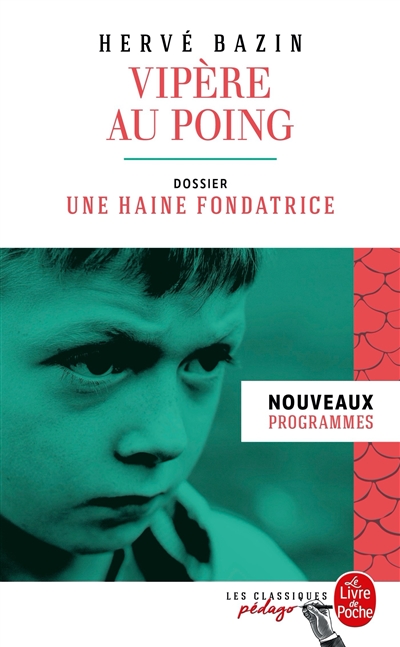 HERVÉ BAZIN
VIPÈRE
AU POING
DOSSIER
UNE HAINE FONDATRICE
NOUVEAUX
PROGRAMMES
LES CLASSIQUES
pédago
Le
Livre
de
Poche